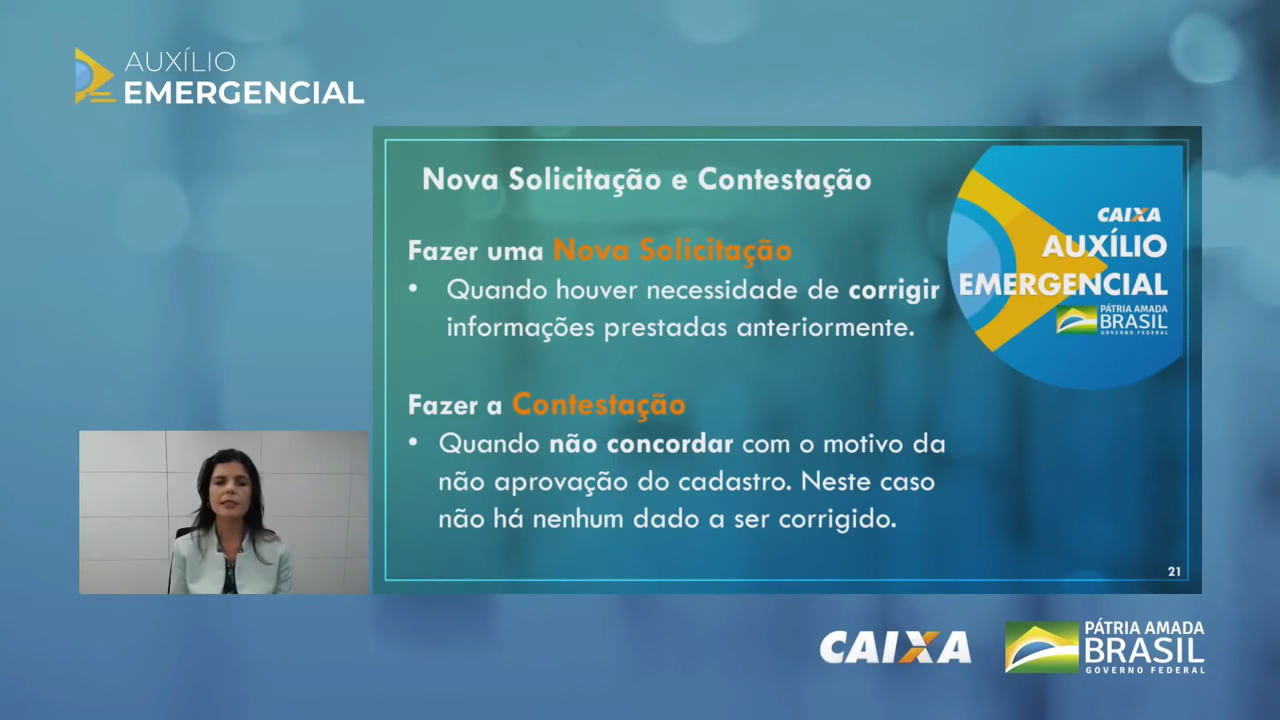 AUXÍLIO
EMERGENCIAL
Nova Solicitação e Contestação
Fazer uma Nova Solicitação
• Quando houver necessidade de corrigir
informações prestadas anteriormente.
Fazer a Contestação
• Quando não concordar com o motivo da
não aprovação do cadastro. Neste caso
não há nenhum dado a ser corrigido.
CAIXA
AUXÍLIO
EMERGENCIAL
PÁTRIA AMADA
BRASIL
GOVERNO FEDERAL
21
CAIXA
PÁTRIA AMADA
BRASIL
GOVERNO FEDERAL